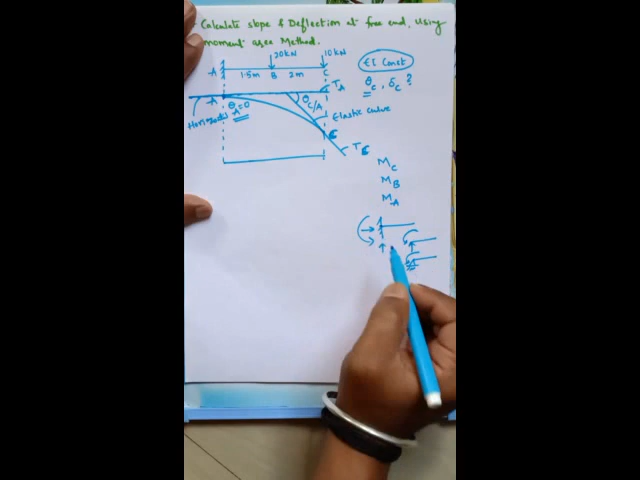 Calculate slope & Deflection at free end, Using
moment area Method.
20KN 10KN
A 1.5m B 2m C
EI Const
θc, δc ?
TA
A θA=0 θC/A
Horizontal Elastic curve
C
TC
MC
MB
MA